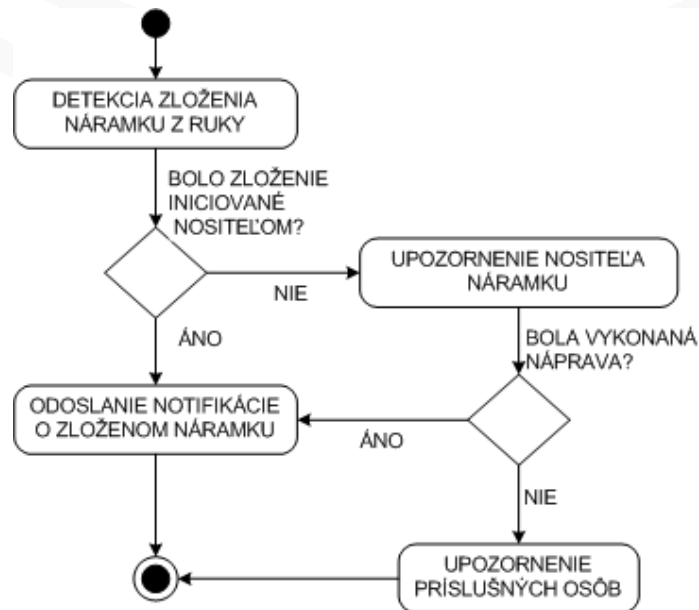 DETEKCIA ZLOŽENIA
NÁRAMKU Z RUKY
BOLO ZLOŽENIE
INICIOVANÉ
NOSITEĽOM?
UPOZORNENIE NOSITEĽA
NÁRAMKU
NIE
ÁNO
BOLA VYKONANÁ
NÁPRAVA?
ODOSLANIE NOTIFIKÁCIE
O ZLOŽENOM NÁRAMKU
ÁNO
NIE
UPOZORNENIE
PRÍSLUŠNÝCH OSÔB